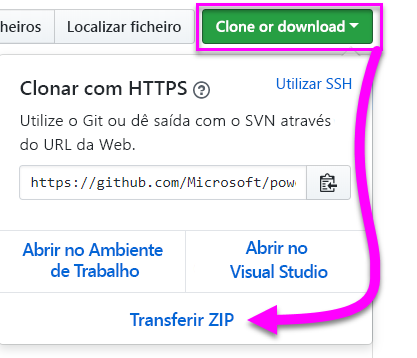 heiros
Localizar ficheiro
Clone or download
Clonar com HTTPS
Utilizar SSH
Utilize o Git ou dê saída com o SVN através
do URL da Web.
https://github.com/Microsoft/pow
Abrir no Ambiente
de Trabalho
Abrir no
Visual Studio
Transferir ZIP